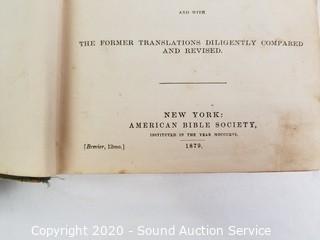 AND WITH
THE FORMER TRANSLATIONS DILIGENTLY COMPARED
AND REVISED.
NEW YORK:
AMERICAN BIBLE SOCIETY,
INSTITUTED IN THE YEAR MDCCCXVI.
1879.
[Brevier, 12mo.]
Copyright © 2020 - Sound Auction Service